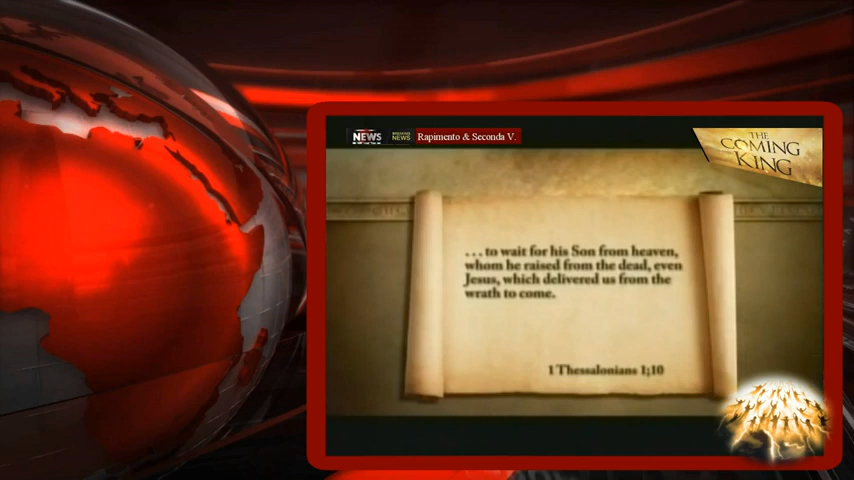 NEWS
BREAKING
NEWS
Rapimento & Seconda V.
THE
COMING
KING
. . . to wait for his Son from heaven,
whom he raised from the dead, even
Jesus, which delivered us from the
wrath to come.
1 Thessalonians 1;10